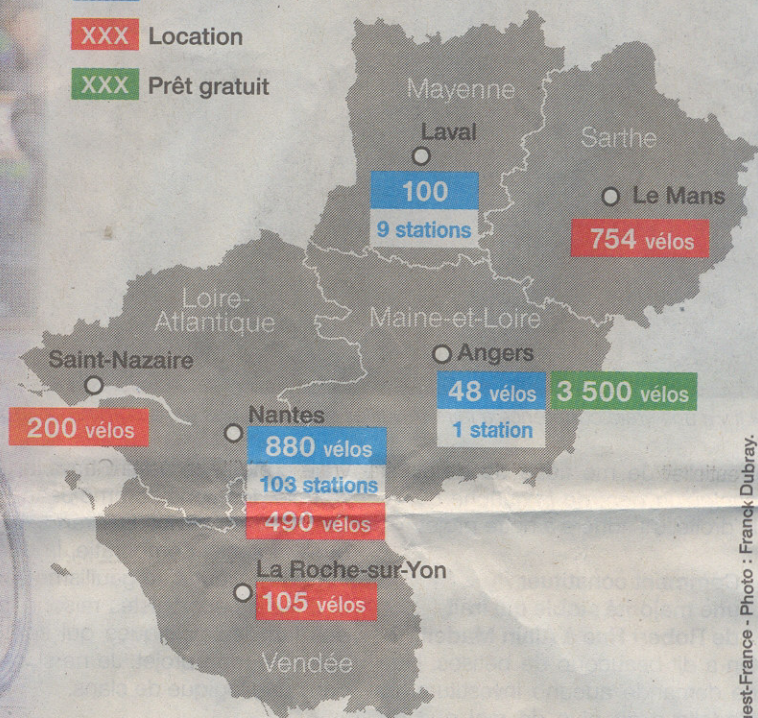 XXX Location
XXX Prêt gratuit
Mayenne
Laval
100
9 stations
Sarthe
Le Mans
754 vélos
Loire-
Atlantique
Maine-et-Loire
Saint-Nazaire
200 vélos
Angers
48 vélos 3 500 vélos
1 station
Nantes
880 vélos
103 stations
490 vélos
La Roche-sur-Yon
105 vélos
Vendée
France - Photo : Franck Dubray.